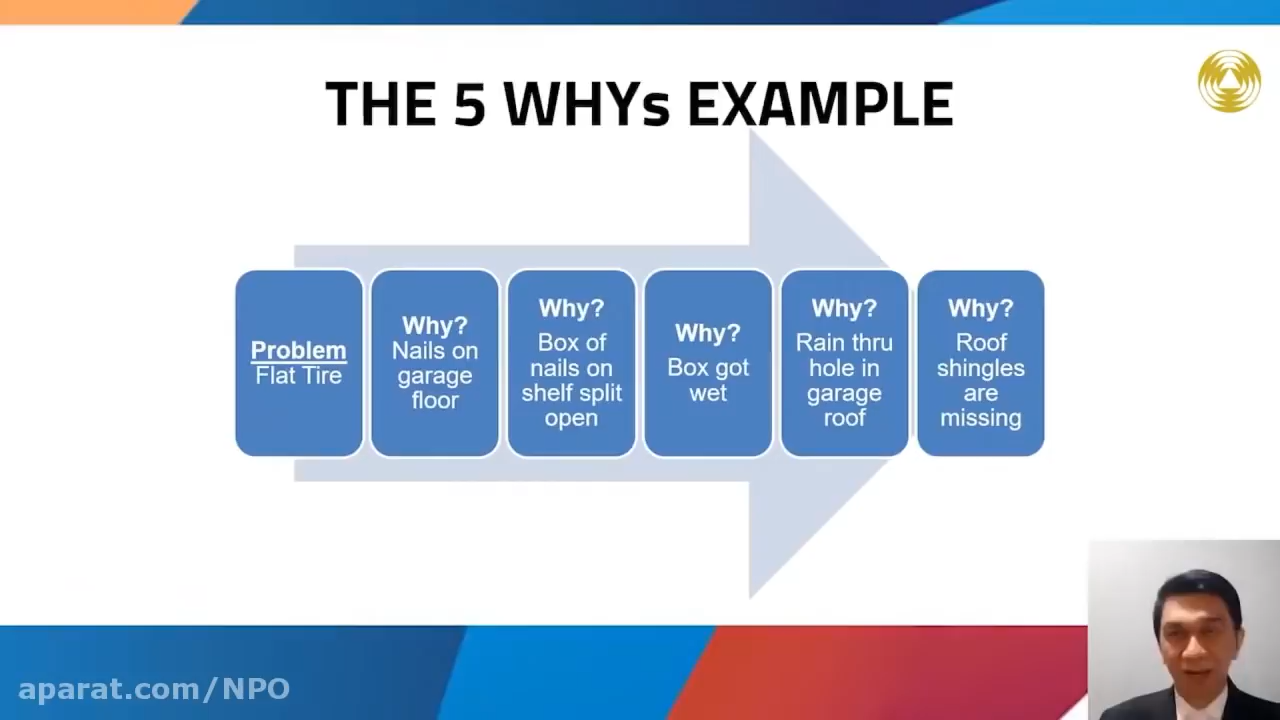 THE 5 WHYs EXAMPLE
Problem
Flat Tire
Why?
Nails on
garage
floor
Why?
Box of
nails on
shelf split
open
Why?
Box got
wet
Why?
Rain thru
hole in
garage
roof
Why?
Roof
shingles
are
missing
aparat.com/NPO